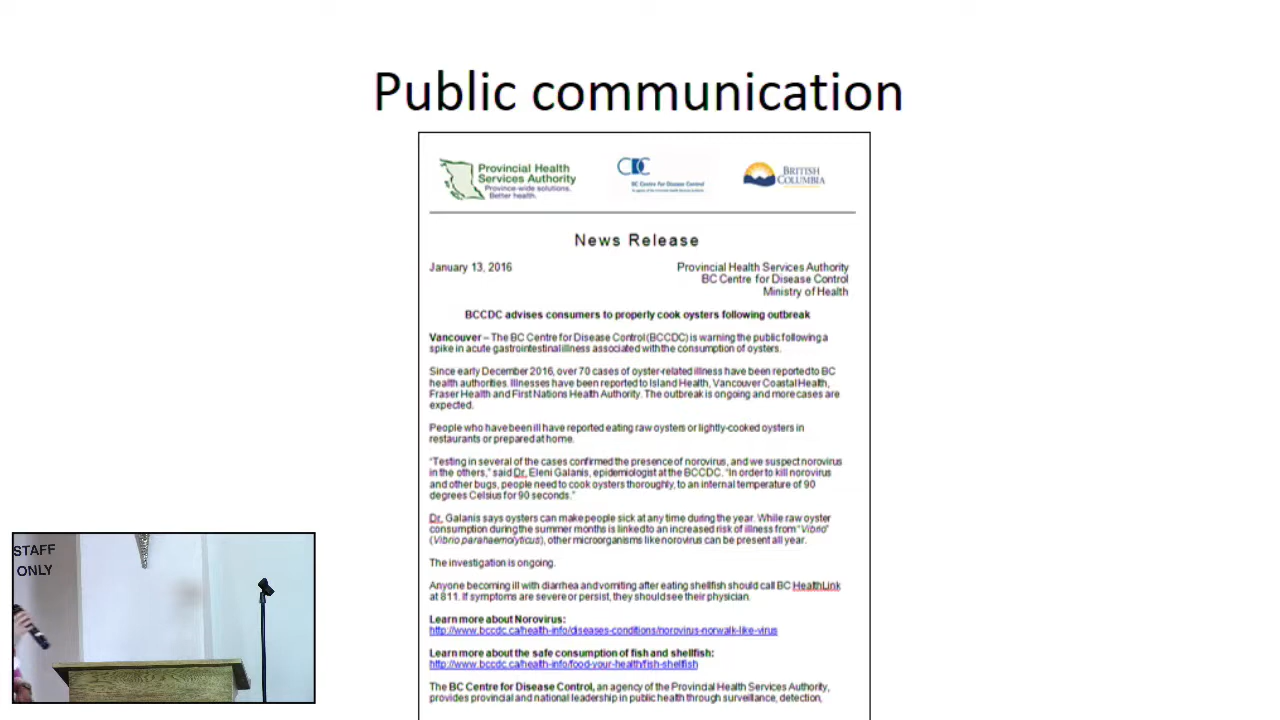 Public communication
Provincial Health
Services Authority
Province-wide solutions.
Better health.
CDC
BC Centre for Disease Control
BRITISH
COLUMBIA
News Release
January 13, 2016
Provincial Health Services Authority
BC Centre for Disease Control
Ministry of Health
BCCDC advises consumers to properly cook oysters following outbreak
Vancouver – The BC Centre for Disease Control (BCCDC) is warning the public following a
spike in acute gastrointestinal illness associated with the consumption of oysters.
Since early December 2016, over 70 cases of oyster-related illness have been reported to BC
health authorities. Illnesses have been reported to Island Health, Vancouver Coastal Health,
Fraser Health and First Nations Health Authority. The outbreak is ongoing and more cases are
expected.
People who have been ill have reported eating raw oysters or lightly-cooked oysters in
restaurants or prepared at home.
“Testing in several of the cases confirmed the presence of norovirus, and we suspect norovirus
in the others,” said Dr. Eleni Galanis, epidemiologist at the BCCDC. “In order to kill norovirus
and other bugs, people need to cook oysters thoroughly, to an internal temperature of 90
degrees Celsius for 90 seconds.”
Dr. Galanis says oysters can make people sick at any time during the year. While raw oyster
consumption during the summer months is linked to an increased risk of illness from “Vibrio”
(Vibrio parahaemolyticus), other microorganisms like norovirus can be present all year.
The investigation is ongoing.
Anyone becoming ill with diarrhea and vomiting after eating shellfish should call BC HealthLink
at 811. If symptoms are severe or persist, they should see their physician.
Learn more about Norovirus:
http://www.bccdc.ca/health-info/diseases-conditions/norovirus-norwalk-like-virus
Learn more about the safe consumption of fish and shellfish:
http://www.bccdc.ca/health-info/food-your-health/fish-shellfish
The BC Centre for Disease Control, an agency of the Provincial Health Services Authority,
provides provincial and national leadership in public health through surveillance, detection,
STAFF
ONLY